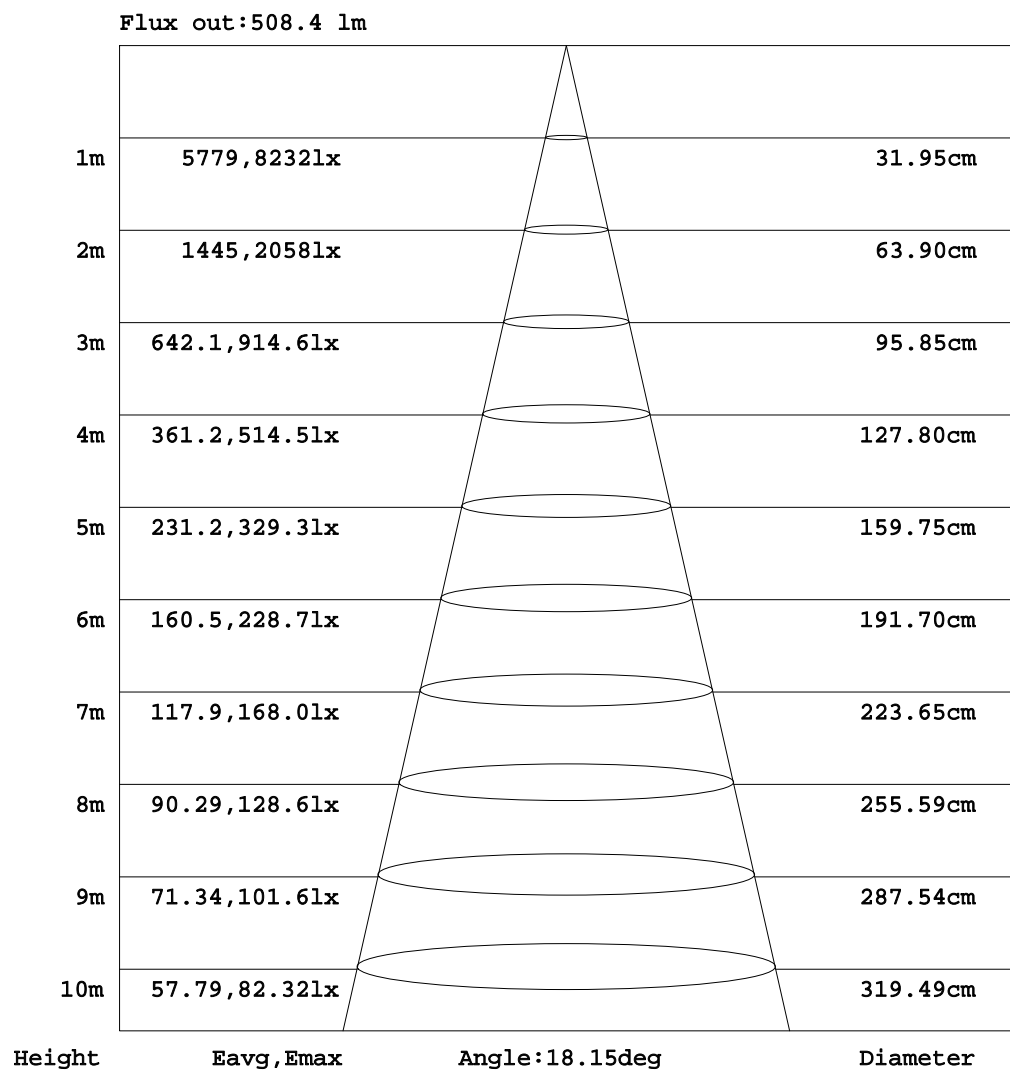 Flux out:508.4 lm
1m 5779,8232lx 31.95cm
2m 1445,2058lx 63.90cm
3m 642.1,914.6lx 95.85cm
4m 361.2,514.5lx 127.80cm
5m 231.2,329.3lx 159.75cm
6m 160.5,228.7lx 191.70cm
7m 117.9,168.0lx 223.65cm
8m 90.29,128.6lx 255.59cm
9m 71.34,101.6lx 287.54cm
10m 57.79,82.32lx 319.49cm
Height Eavg,Emax Angle:18.15deg Diameter